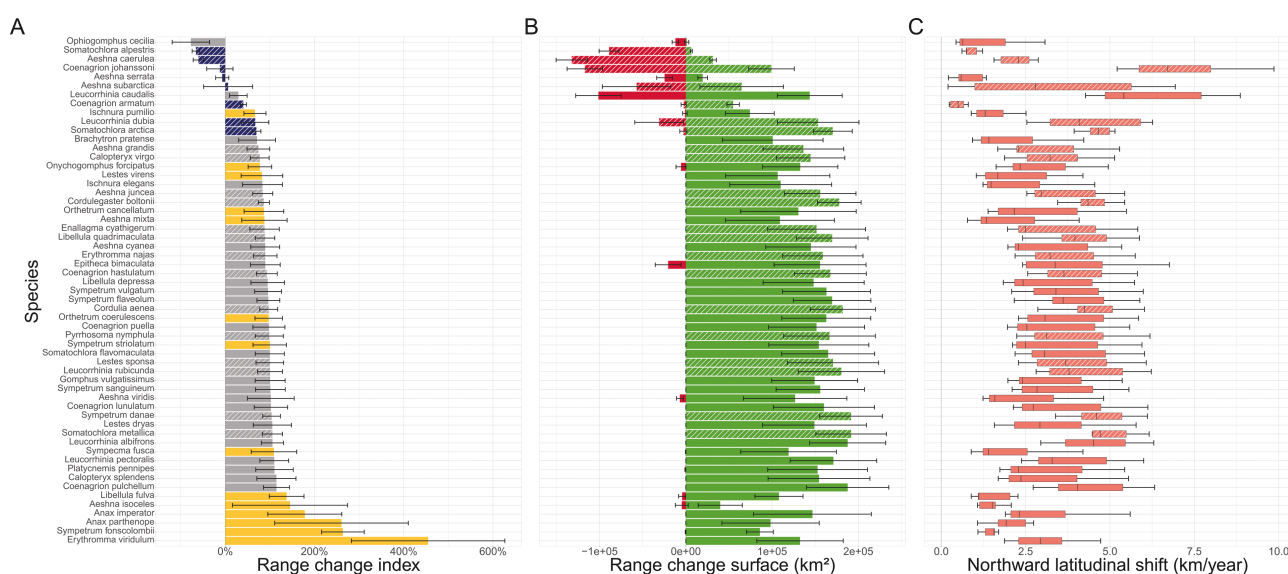 A
B
C
Species
Ophiogomphus cecilia
Somatochlora alpestris
Aeshna caerulea
Coenagrion johanssoni
Aeshna serrata
Aeshna subarctica
Leucorrhinia caudalis
Coenagrion armatum
Ischnura pumilio
Leucorrhinia dubia
Somatochlora arctica
Brachytron pratense
Aeshna grandis
Calopteryx virgo
Onychogomphus forcipatus
Lestes virens
Ischnura elegans
Aeshna juncea
Cordulegaster boltonii
Orthetrum cancellatum
Aeshna mixta
Enallagma cyathigerum
Libellula quadrimaculata
Aeshna cyanea
Erythromma najas
Epitheca bimaculata
Coenagrion hastulatum
Libellula depressa
Sympetrum vulgatum
Sympetrum flaveolum
Cordulia aenea
Orthetrum coerulescens
Coenagrion puella
Pyrrhosoma nymphula
Sympetrum striolatum
Somatochlora flavomaculata
Lestes sponsa
Leucorrhinia rubicunda
Gomphus vulgatissimus
Sympetrum sanguineum
Aeshna viridis
Coenagrion lunulatum
Sympetrum danae
Lestes dryas
Somatochlora metallica
Leucorrhinia albifrons
Sympecma fusca
Leucorrhinia pectoralis
Platycnemis pennipes
Calopteryx splendens
Coenagrion pulchellum
Libellula fulva
Aeshna isoceles
Anax imperator
Anax parthenope
Sympetrum fonscolombii
Erythromma viridulum
0% 200% 400% 600%
Range change index
−1e+05 0e+00 1e+05 2e+05
Range change surface (km²)
0.0 2.5 5.0 7.5 10.0
Northward latitudinal shift (km/year)